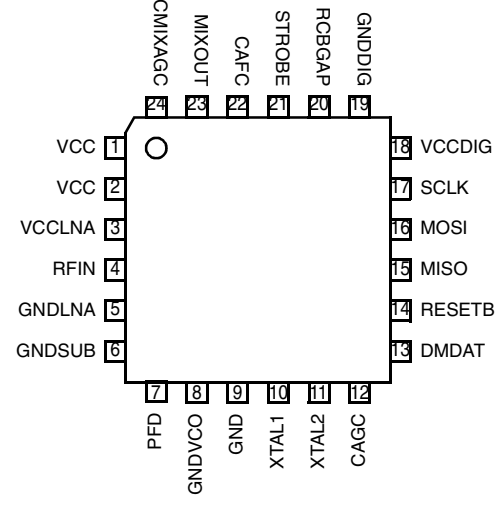 CMIXAGC
MIXOUT
CAFC
STROBE
RCBGAP
GNDDIG
24
23
22
21
20
19
VCC 1
VCC 2
VCCLNA 3
RFIN 4
GNDLNA 5
GNDSUB 6
18 VCCDIG
17 SCLK
16 MOSI
15 MISO
14 RESETB
13 DMDAT
7
8
9
10
11
12
PFD
GNDVCO
GND
XTAL1
XTAL2
CAGC